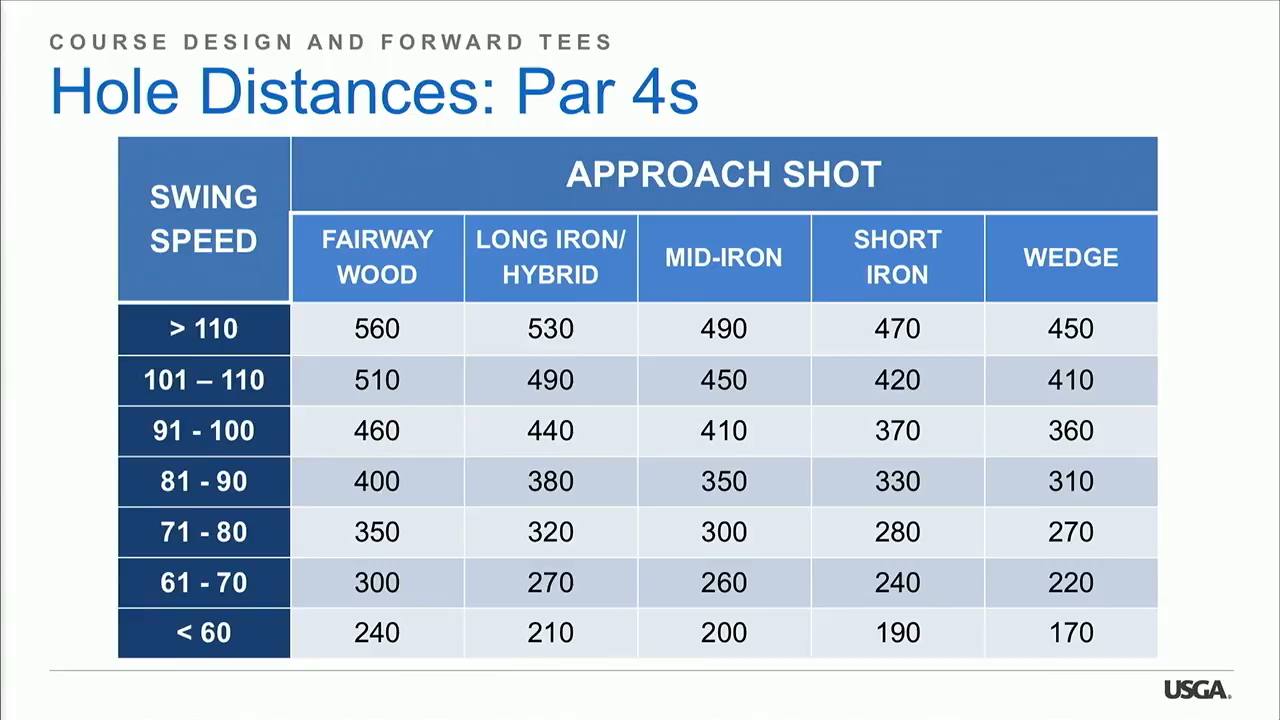 COURSE DESIGN AND FORWARD TEES
Hole Distances: Par 4s
SWING
SPEED
APPROACH SHOT
FAIRWAY
WOOD
LONG IRON/
HYBRID
MID-IRON
SHORT
IRON
WEDGE
> 110 560 530 490 470 450
101 – 110 510 490 450 420 410
91 - 100 460 440 410 370 360
81 - 90 400 380 350 330 310
71 - 80 350 320 300 280 270
61 - 70 300 270 260 240 220
< 60 240 210 200 190 170
USGA.